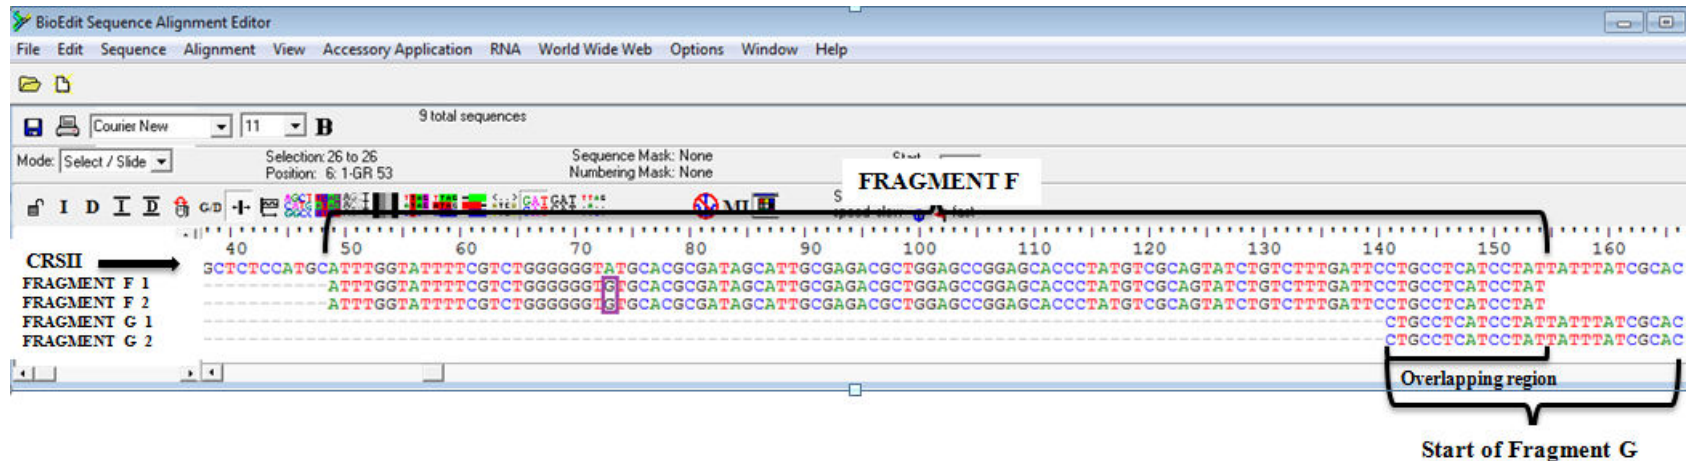 BioEdit Sequence Alignment Editor
File Edit Sequence Alignment View Accessory Application RNA World Wide Web Options Window Help
Courier New 11 B 9 total sequences
Mode: Select / Slide Selection: 26 to 26 Sequence Mask: None
Position: 6: 1-GR 53 Numbering Mask: None
FRAGMENT F
I D I D G/D
40 50 60 70 80 90 100 110 120 130 140 150 160
CRSII GCTCTCCATGCATTTGGTATTTTCGTCTGGGGGGTATGCACGCGATAGCATTGCGAGACGCTGGAGCCGGAGCACCCTATGTCGCAGTATCTGTCTTTGATTCCTGCCTCATCCTATTATTTATCGCAC
FRAGMENT F 1 ATTTGGTATTTTCGTCTGGGGGGTGTGCACGCGATAGCATTGCGAGACGCTGGAGCCGGAGCACCCTATGTCGCAGTATCTGTCTTTGATTCCTGCCTCATCCTAT
FRAGMENT F 2 ATTTGGTATTTTCGTCTGGGGGGTGTGCACGCGATAGCATTGCGAGACGCTGGAGCCGGAGCACCCTATGTCGCAGTATCTGTCTTTGATTCCTGCCTCATCCTAT
FRAGMENT G 1 CTGCCTCATCCTATTATTTATCGCAC
FRAGMENT G 2 CTGCCTCATCCTATTATTTATCGCAC
Overlapping region
Start of Fragment G